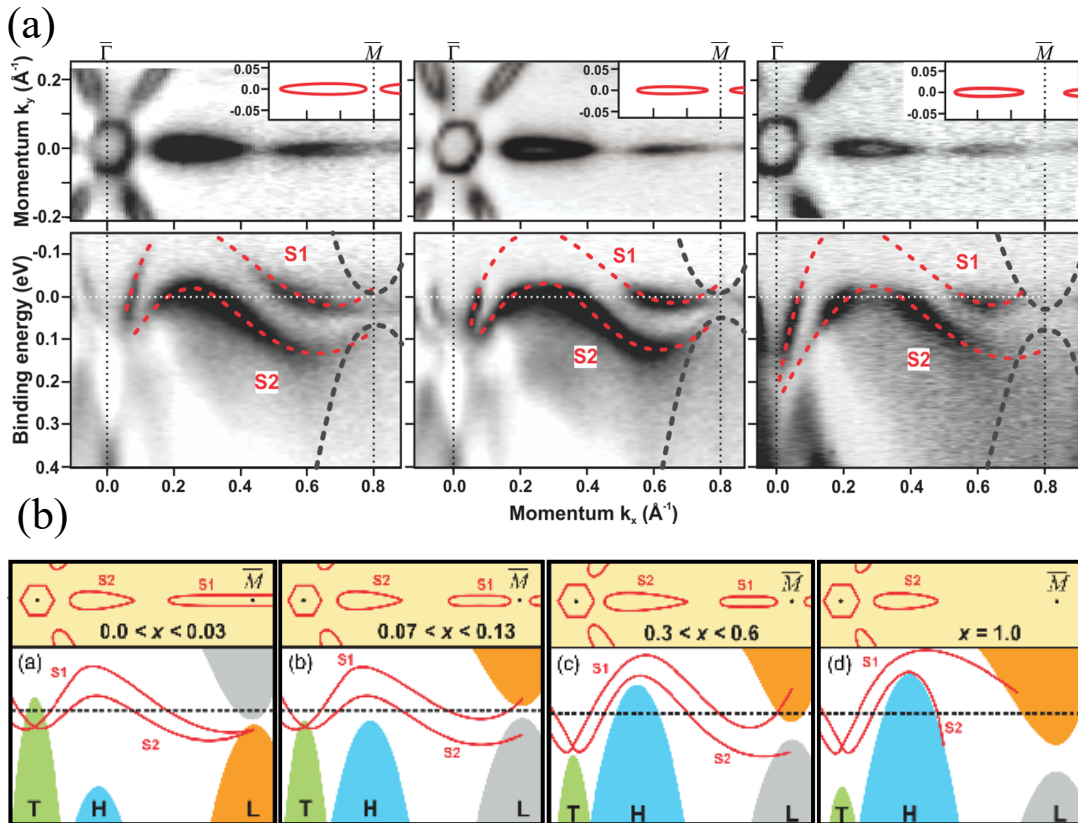 (a)
Γ̅ M̅ Γ̅ M̅ Γ̅ M̅
Momentum k_y (Å⁻¹)
0.2
0.0
-0.2
0.05
0.0
-0.05
0.05
0.0
-0.05
0.05
0.0
-0.05
Binding energy (eV)
-0.1
0.0
0.1
0.2
0.3
0.4
S1
S2
S1
S2
S1
S2
0.0 0.2 0.4 0.6 0.8
0.0 0.2 0.4 0.6 0.8
0.0 0.2 0.4 0.6 0.8
Momentum k_x (Å⁻¹)
(b)
S2 S1 M̅
0.0 < x < 0.03
(a)
S1
S2
T H L
S2 S1 M̅
0.07 < x < 0.13
(b)
S1
S2
T H L
S2 S1 M̅
0.3 < x < 0.6
(c)
S1
S2
T H L
S2 M̅
x = 1.0
(d)
S1
S2
T H L